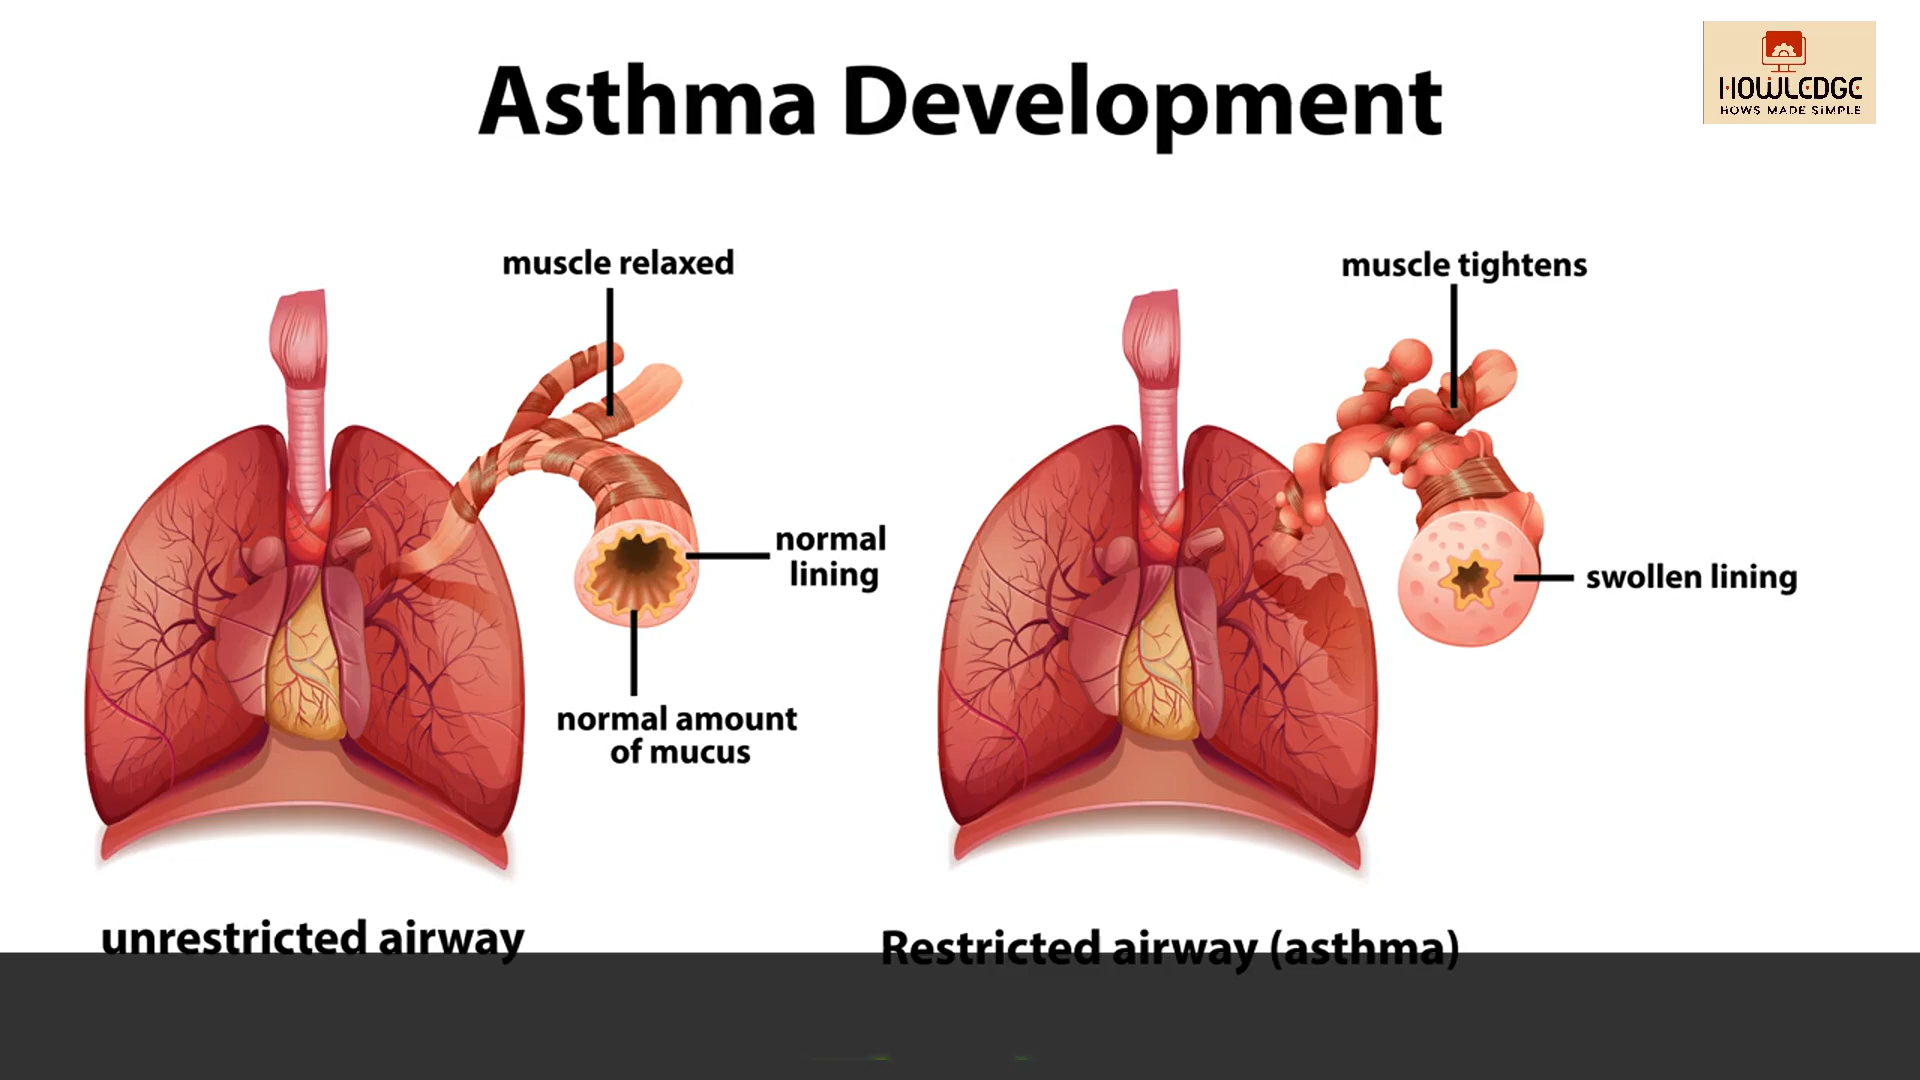 Asthma Development
HOWLEDGE
HOWS MADE SIMPLE
muscle relaxed
muscle tightens
normal
lining
swollen lining
normal amount
of mucus
unrestricted airway
Restricted airway (asthma)